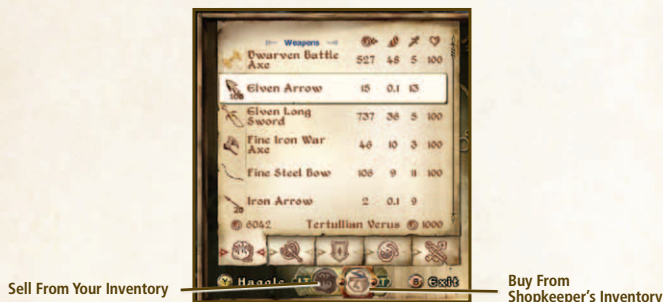 Weapons
Dwarven Battle Axe 527 48 5 100
Elven Arrow 15 0.1 13
Elven Long Sword 737 36 5 100
Fine Iron War Axe 46 10 3 100
Fine Steel Bow 105 9 11 100
20
Iron Arrow 2 0.1 9
6042 Tertullian Verus 1000
Y Haggle B Exit
Sell From Your Inventory
Buy From
Shopkeeper's Inventory